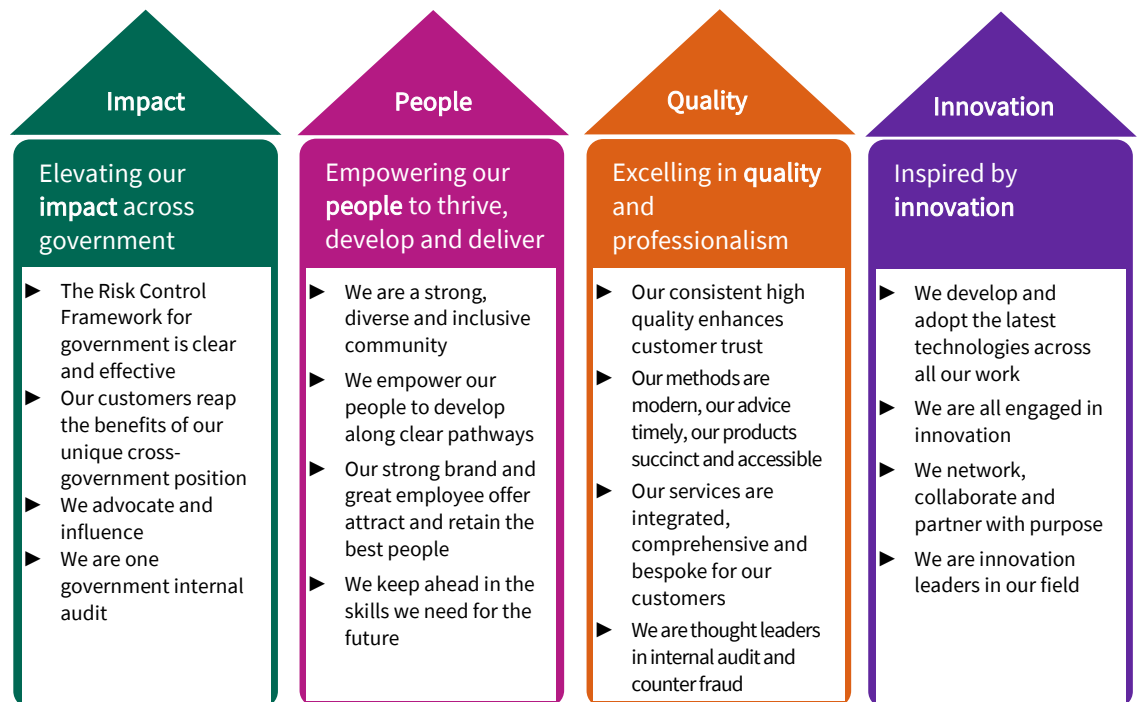 Impact
Elevating our
impact across
government
The Risk Control
Framework for
government is clear
and effective
Our customers reap
the benefits of our
unique cross-
government position
We advocate and
influence
We are one
government internal
audit
People
Empowering our
people to thrive,
develop and deliver
We are a strong,
diverse and inclusive
community
We empower our
people to develop
along clear pathways
Our strong brand and
great employee offer
attract and retain the
best people
We keep ahead in the
skills we need for the
future
Quality
Excelling in quality
and
professionalism
Our consistent high
quality enhances
customer trust
Our methods are
modern, our advice
timely, our products
succinct and accessible
Our services are
integrated,
comprehensive and
bespoke for our
customers
We are thought leaders
in internal audit and
counter fraud
Innovation
Inspired by
innovation
We develop and
adopt the latest
technologies across
all our work
We are all engaged in
innovation
We network,
collaborate and
partner with purpose
We are innovation
leaders in our field